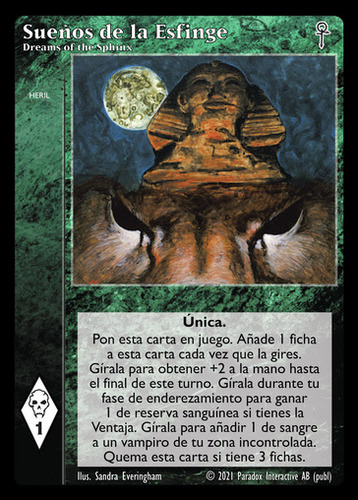 Sueños de la Esfinge
Dreams of the Sphinx
HERIL
Única.
Pon esta carta en juego. Añade 1 ficha
a esta carta cada vez que la gires.
Gírala para obtener +2 a la mano hasta
el final de este turno. Gírala durante tu
fase de enderezamiento para ganar
1 de reserva sanguínea si tienes la
Ventaja. Gírala para añadir 1 de sangre
a un vampiro de tu zona incontrolada.
Quema esta carta si tiene 3 fichas.
1
Ilus. Sandra Everingham
© 2021 Paradox Interactive AB (publ)